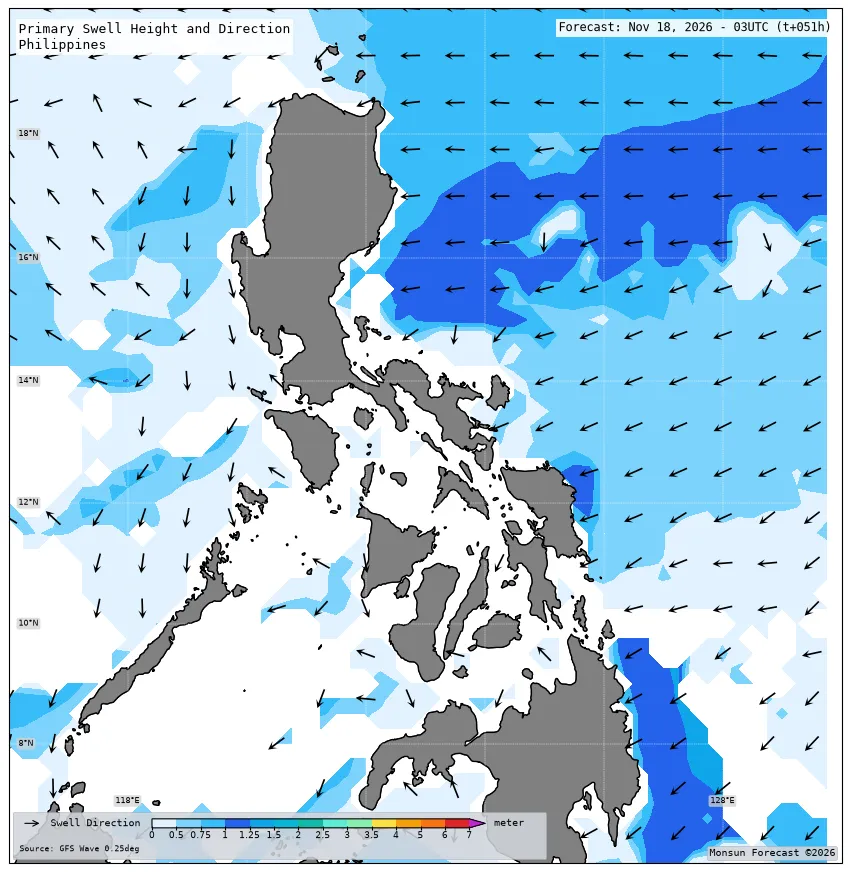 Primary Swell Height and Direction
Philippines
Forecast: Nov 18, 2026 - 03UTC (t+051h)
18°N
16°N
14°N
12°N
10°N
8°N
118°E
128°E
Swell Direction
0 0.5 0.75 1 1.25 1.5 2 2.5 3 3.5 4 5 6 7
meter
Source: GFS Wave 0.25deg
Monsun Forecast ©2026